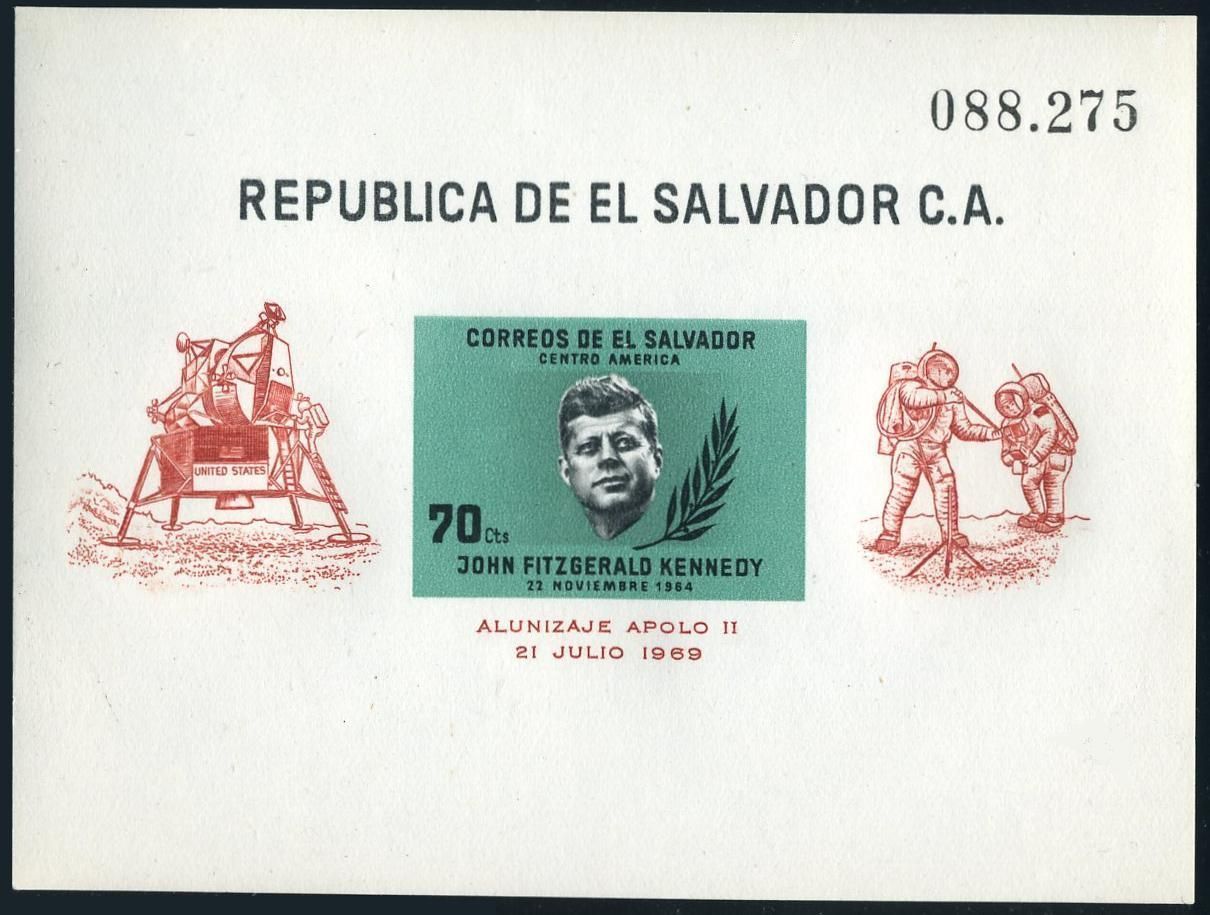 088.275
REPUBLICA DE EL SALVADOR C.A.
CORREOS DE EL SALVADOR
CENTRO AMERICA
UNITED STATES
70 Cts
JOHN FITZGERALD KENNEDY
22 NOVIEMBRE 1964
ALUNIZAJE APOLO II
21 JULIO 1969